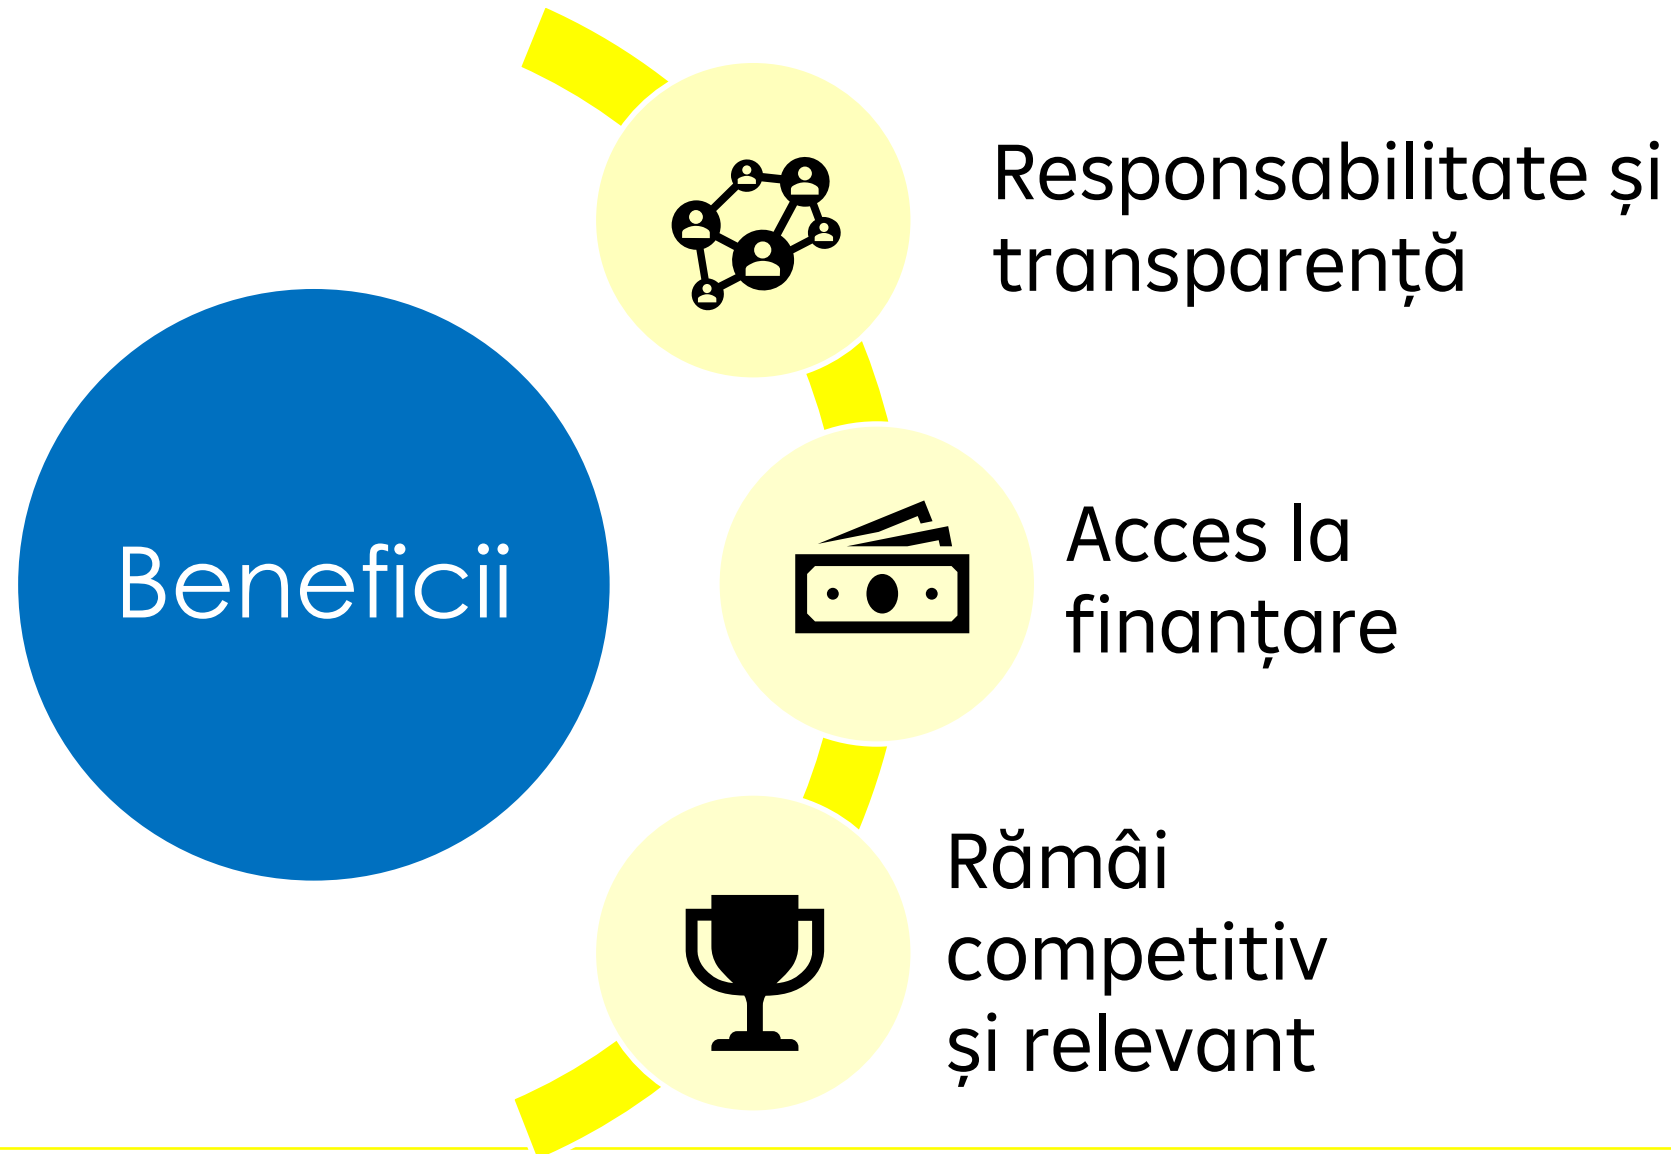 Beneficii
Responsabilitate și
transparență
Acces la
finanțare
Rămâi
competitiv
și relevant